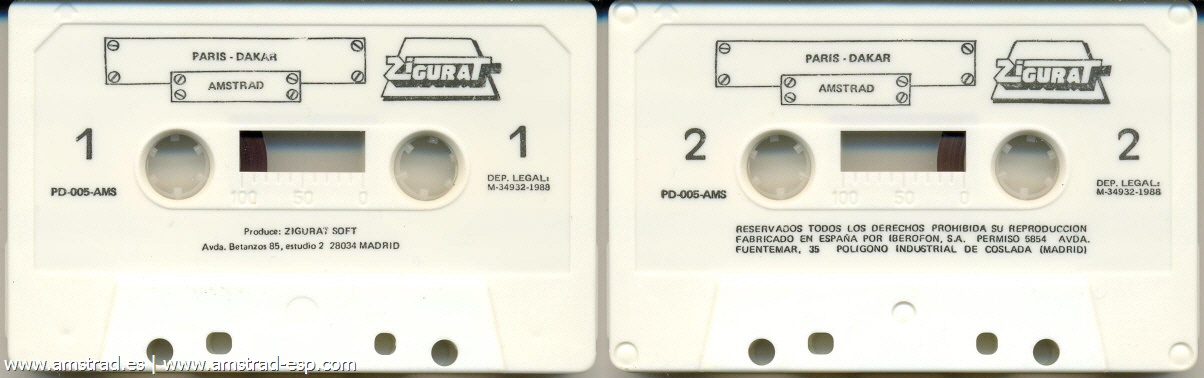 PARIS - DAKAR
AMSTRAD
ZIGURAT
1
1
PD-005-AMS
DEP. LEGAL:
M-34932-1988
100 50 0
Produce: ZIGURAT SOFT
Avda. Betanzos 85, estudio 2 28034 MADRID
PARIS - DAKAR
AMSTRAD
ZIGURAT
2
2
PD-005-AMS
DEP. LEGAL:
M-34932-1988
100 50 0
RESERVADOS TODOS LOS DERECHOS PROHIBIDA SU REPRODUCCION
FABRICADO EN ESPAÑA POR IBEROFON, S.A. PERMISO 5854 AVDA.
FUENTEMAR, 35 POLIGONO INDUSTRIAL DE COSLADA (MADRID)
www.amstrad.es | www.amstrad-esp.com